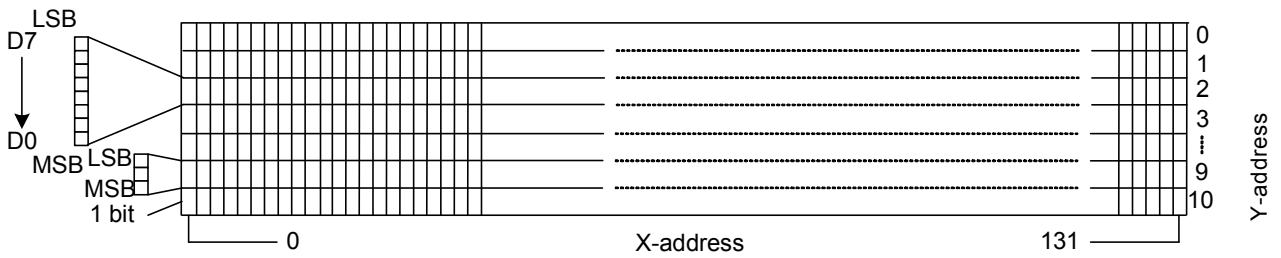 LSB
D7
D0
MSB
LSB
MSB
1 bit
0
1
2
3
9
10
Y-address
0
X-address
131